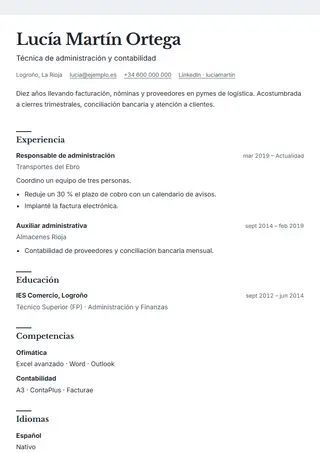 Lucía Martín Ortega
Técnica de administración y contabilidad
Logroño, La Rioja lucia@ejemplo.es +34 600 000 000 LinkedIn · luciamartin
Diez años llevando facturación, nóminas y proveedores en pymes de logística. Acostumbrada
a cierres trimestrales, conciliación bancaria y atención a clientes.
Experiencia
Responsable de administración mar 2019 – Actualidad
Transportes del Ebro
Coordino un equipo de tres personas.
• Reduje un 30 % el plazo de cobro con un calendario de avisos.
• Implanté la factura electrónica.
Auxiliar administrativa sept 2014 – feb 2019
Almacenes Rioja
• Contabilidad de proveedores y conciliación bancaria mensual.
Educación
IES Comercio, Logroño sept 2012 – jun 2014
Técnico Superior (FP) · Administración y Finanzas
Competencias
Ofimática
Excel avanzado · Word · Outlook
Contabilidad
A3 · ContaPlus · Facturae
Idiomas
Español
Nativo